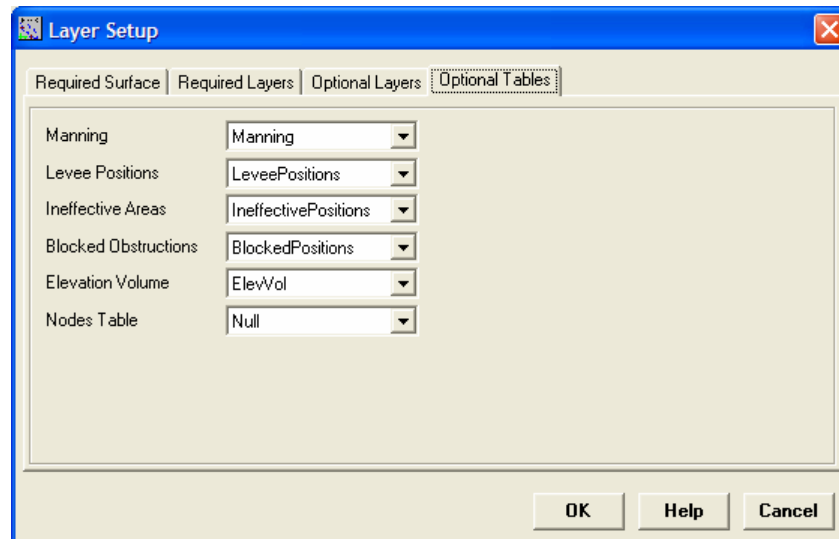 Layer Setup
Required Surface Required Layers Optional Layers Optional Tables
Manning Manning
Levee Positions LeveePositions
Ineffective Areas IneffectivePositions
Blocked Obstructions BlockedPositions
Elevation Volume ElevVol
Nodes Table Null
OK Help Cancel